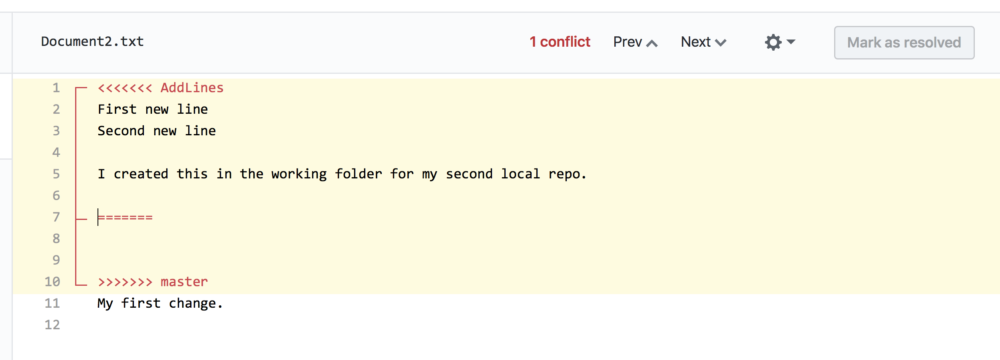 Document2.txt 1 conflict Prev Next Mark as resolved
1 <<<<<<< AddLines
2 First new line
3 Second new line
4
5 I created this in the working folder for my second local repo.
6
7 =======
8
9
10 >>>>>>> master
11 My first change.
12